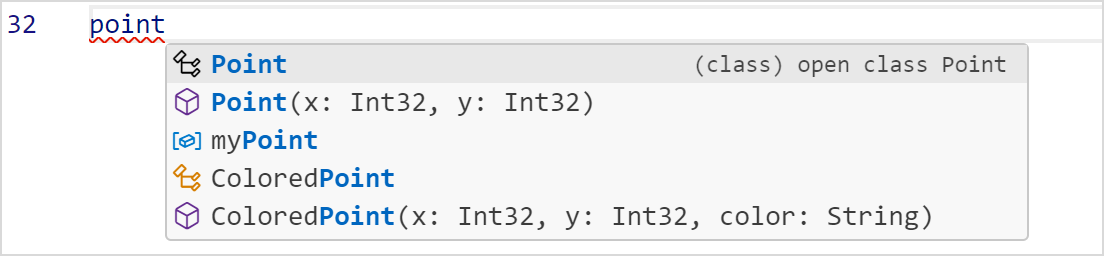 32 point
Point (class) open class Point
Point(x: Int32, y: Int32)
myPoint
ColoredPoint
ColoredPoint(x: Int32, y: Int32, color: String)